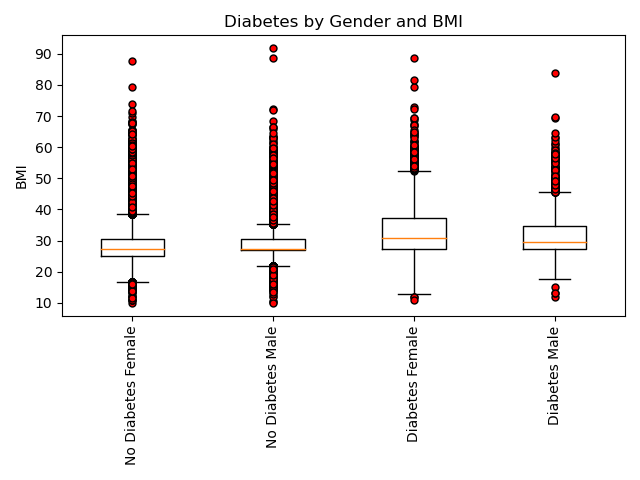 Diabetes by Gender and BMI
90
80
70
60
50
40
30
20
10
BMI
No Diabetes Female
No Diabetes Male
Diabetes Female
Diabetes Male